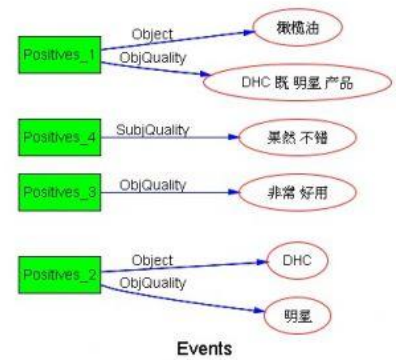 Object
橄榄油
Positives_1
ObjQuality
DHC 既 明星 产品
Positives_4
SubjQuality
果然 不错
Positives_3
ObjQuality
非常 好用
Object
DHC
Positives_2
ObjQuality
明星
Events